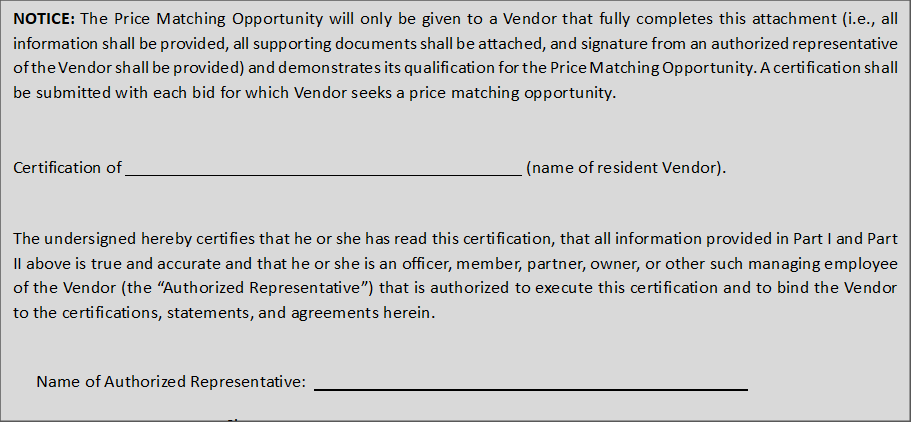 NOTICE: The Price Matching Opportunity will only be given to a Vendor that fully completes this attachment (i.e., all
information shall be provided, all supporting documents shall be attached, and signature from an authorized representative
of the Vendor shall be provided) and demonstrates its qualification for the Price Matching Opportunity. A certification shall
be submitted with each bid for which Vendor seeks a price matching opportunity.
Certification of (name of resident Vendor).
The undersigned hereby certifies that he or she has read this certification, that all information provided in Part I and Part
II above is true and accurate and that he or she is an officer, member, partner, owner, or other such managing employee
of the Vendor (the “Authorized Representative”) that is authorized to execute this certification and to bind the Vendor
to the certifications, statements, and agreements herein.
Name of Authorized Representative: